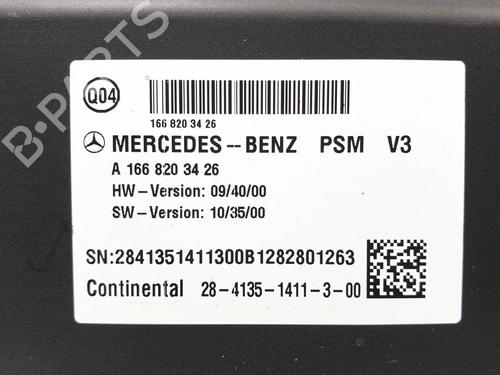 B-PARTS
Q04
166 820 34 26
MERCEDES--BENZ PSM V3
A 166 820 34 26
HW-Version: 09/40/00
SW-Version: 10/35/00
SN:2841351411300B1282801263
Continental 28-4135-1411-3-00